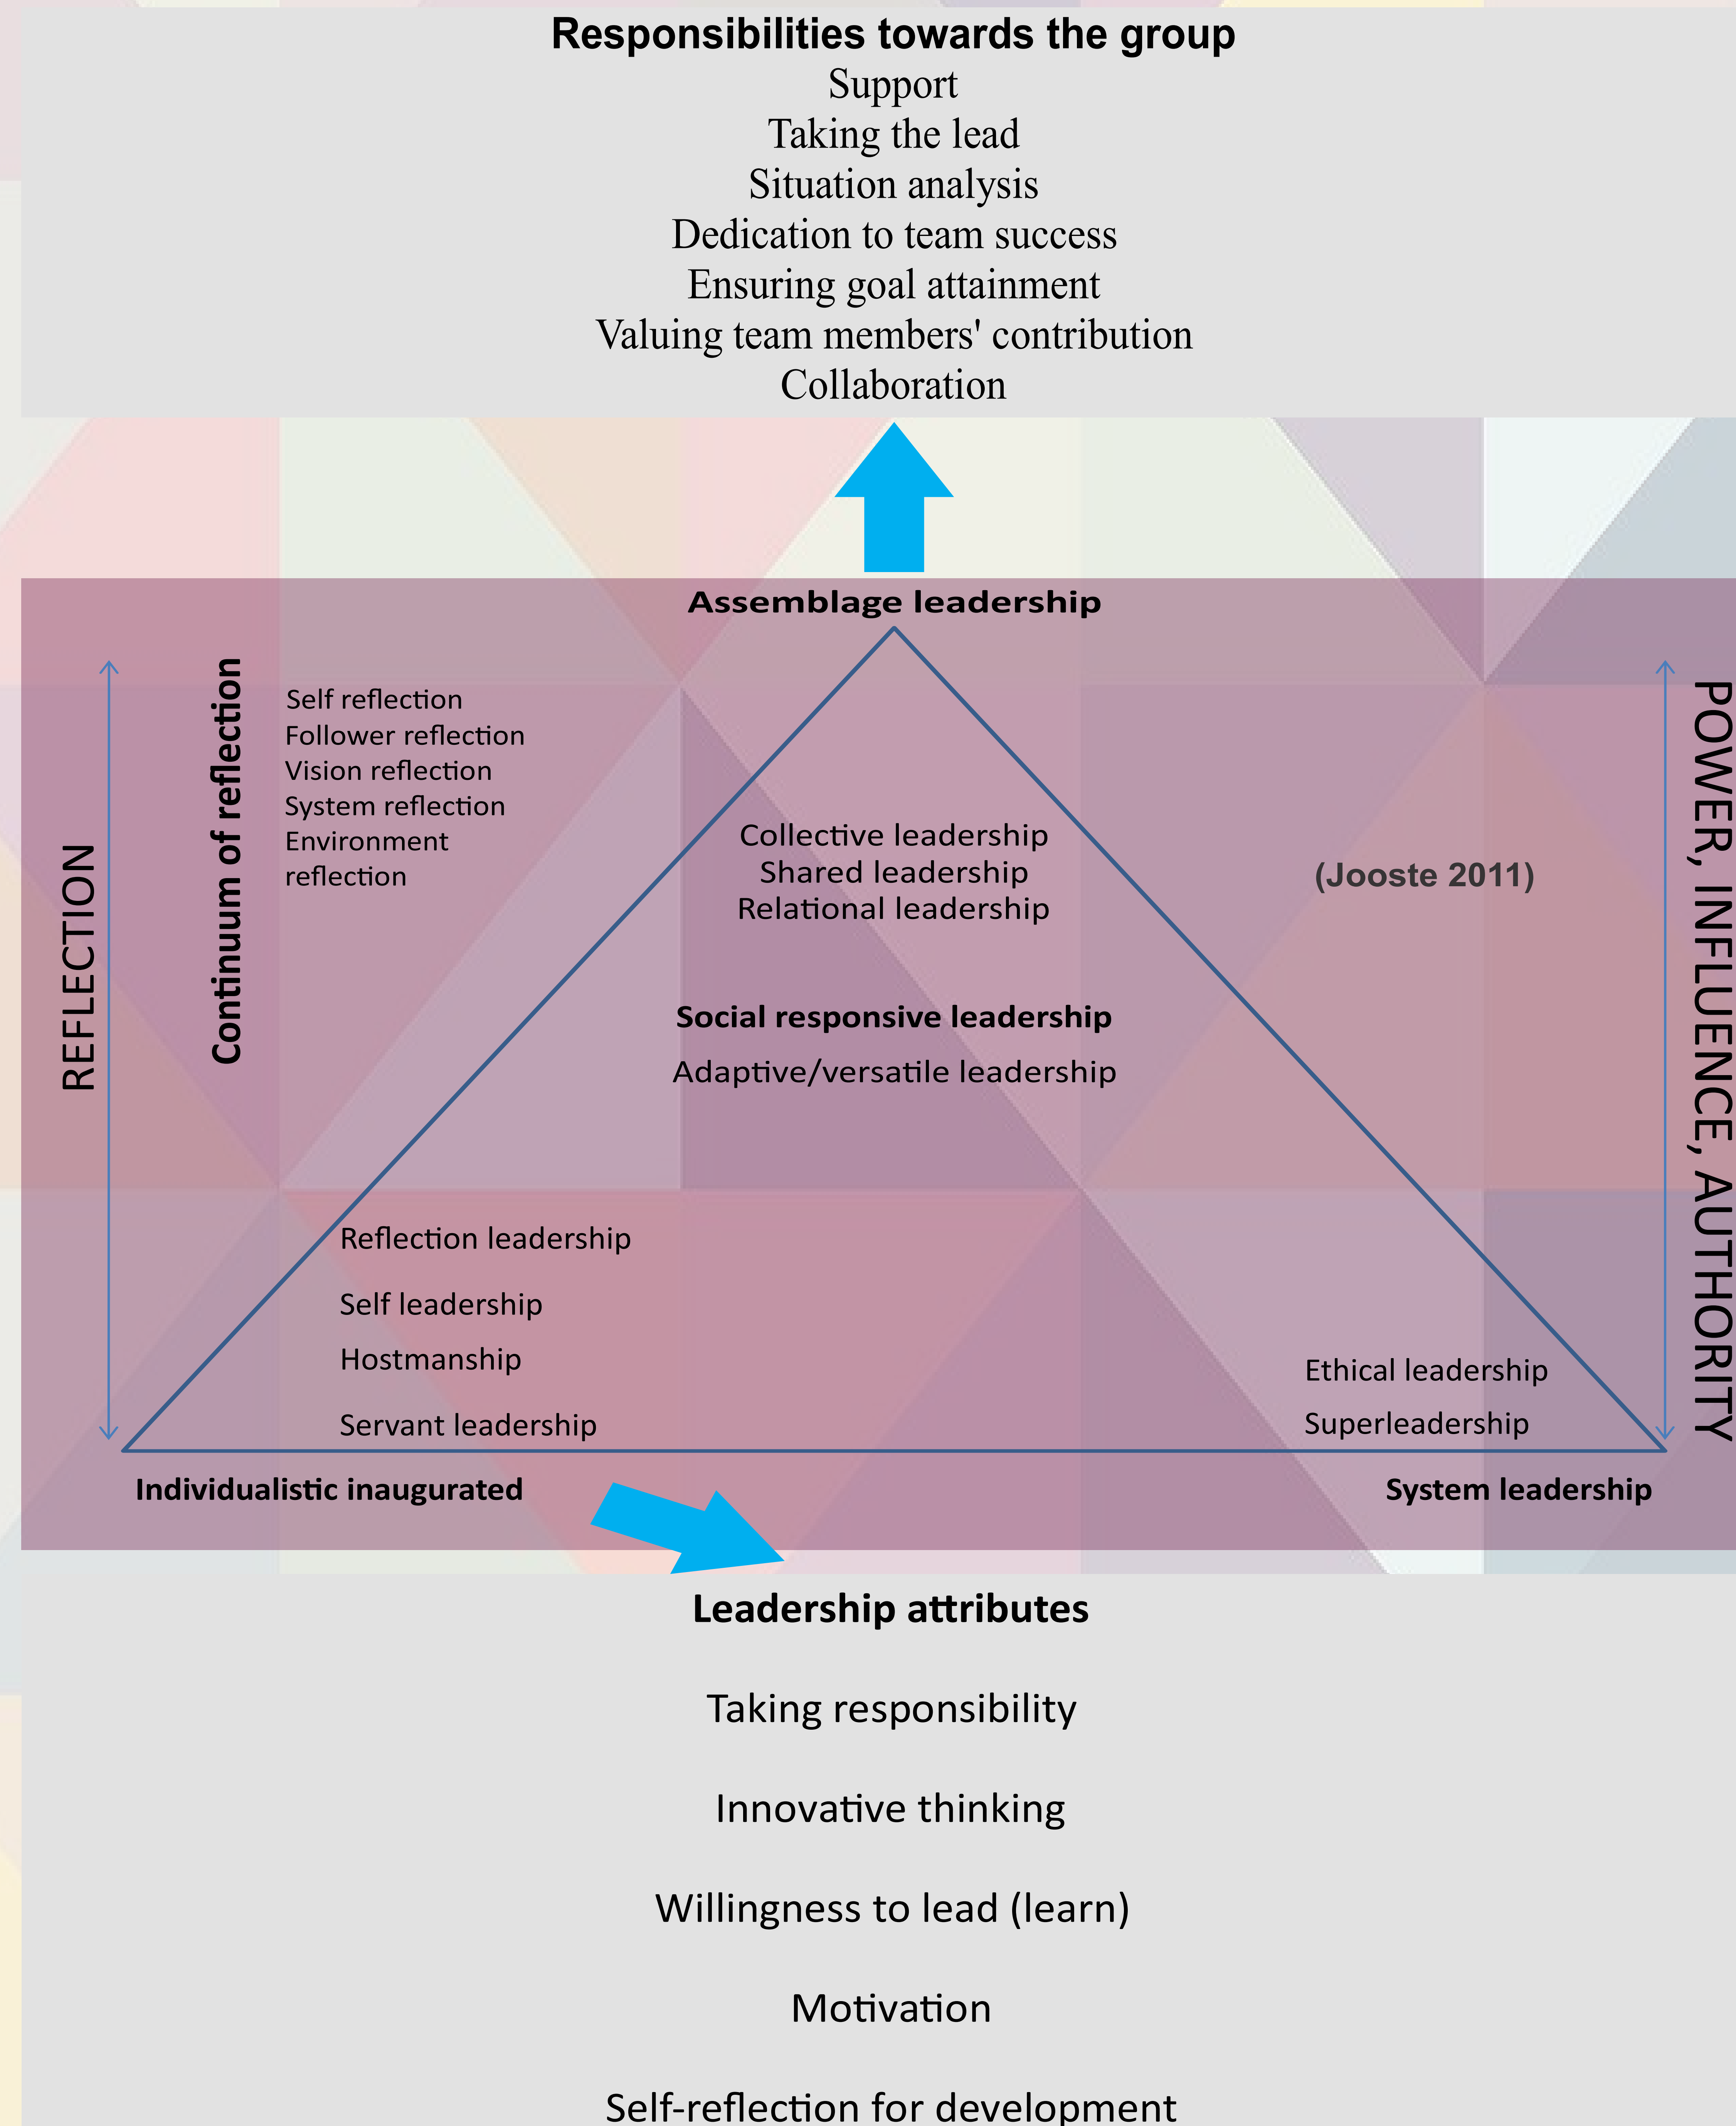 Responsibilities towards the group
Support
Taking the lead
Situation analysis
Dedication to team success
Ensuring goal attainment
Valuing team members' contribution
Collaboration
Assemblage leadership
REFLECTION
Continuum of reflection
Self reflection
Follower reflection
Vision reflection
System reflection
Environment
reflection
Collective leadership
Shared leadership
Relational leadership
(Jooste 2011)
POWER, INFLUENCE, AUTHORITY
Social responsive leadership
Adaptive/versatile leadership
Reflection leadership
Self leadership
Hostmanship
Servant leadership
Ethical leadership
Superleadership
Individualistic inaugurated
System leadership
Leadership attributes
Taking responsibility
Innovative thinking
Willingness to lead (learn)
Motivation
Self-reflection for development